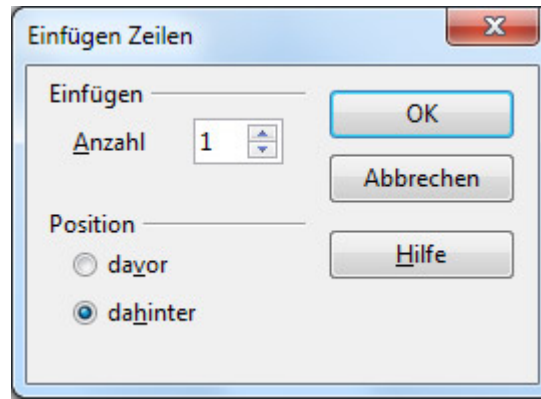 Einfügen Zeilen
Einfügen
Anzahl 1
OK
Abbrechen
Position
davor
dahinter
Hilfe